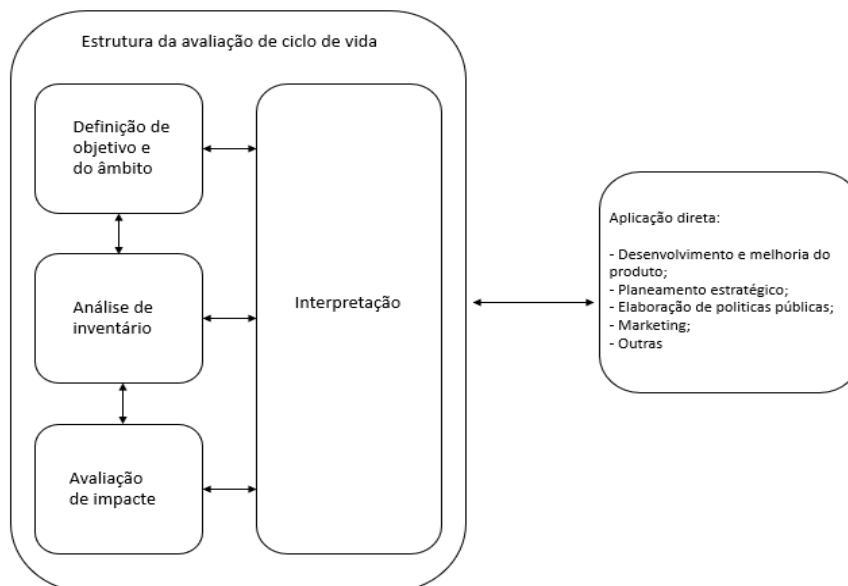 Estrutura da avaliação de ciclo de vida
Definição de
objetivo e
do âmbito
Análise de
inventário
Avaliação
de impacte
Interpretação
Aplicação direta:
- Desenvolvimento e melhoria do
produto;
- Planeamento estratégico;
- Elaboração de politicas públicas;
- Marketing;
- Outras